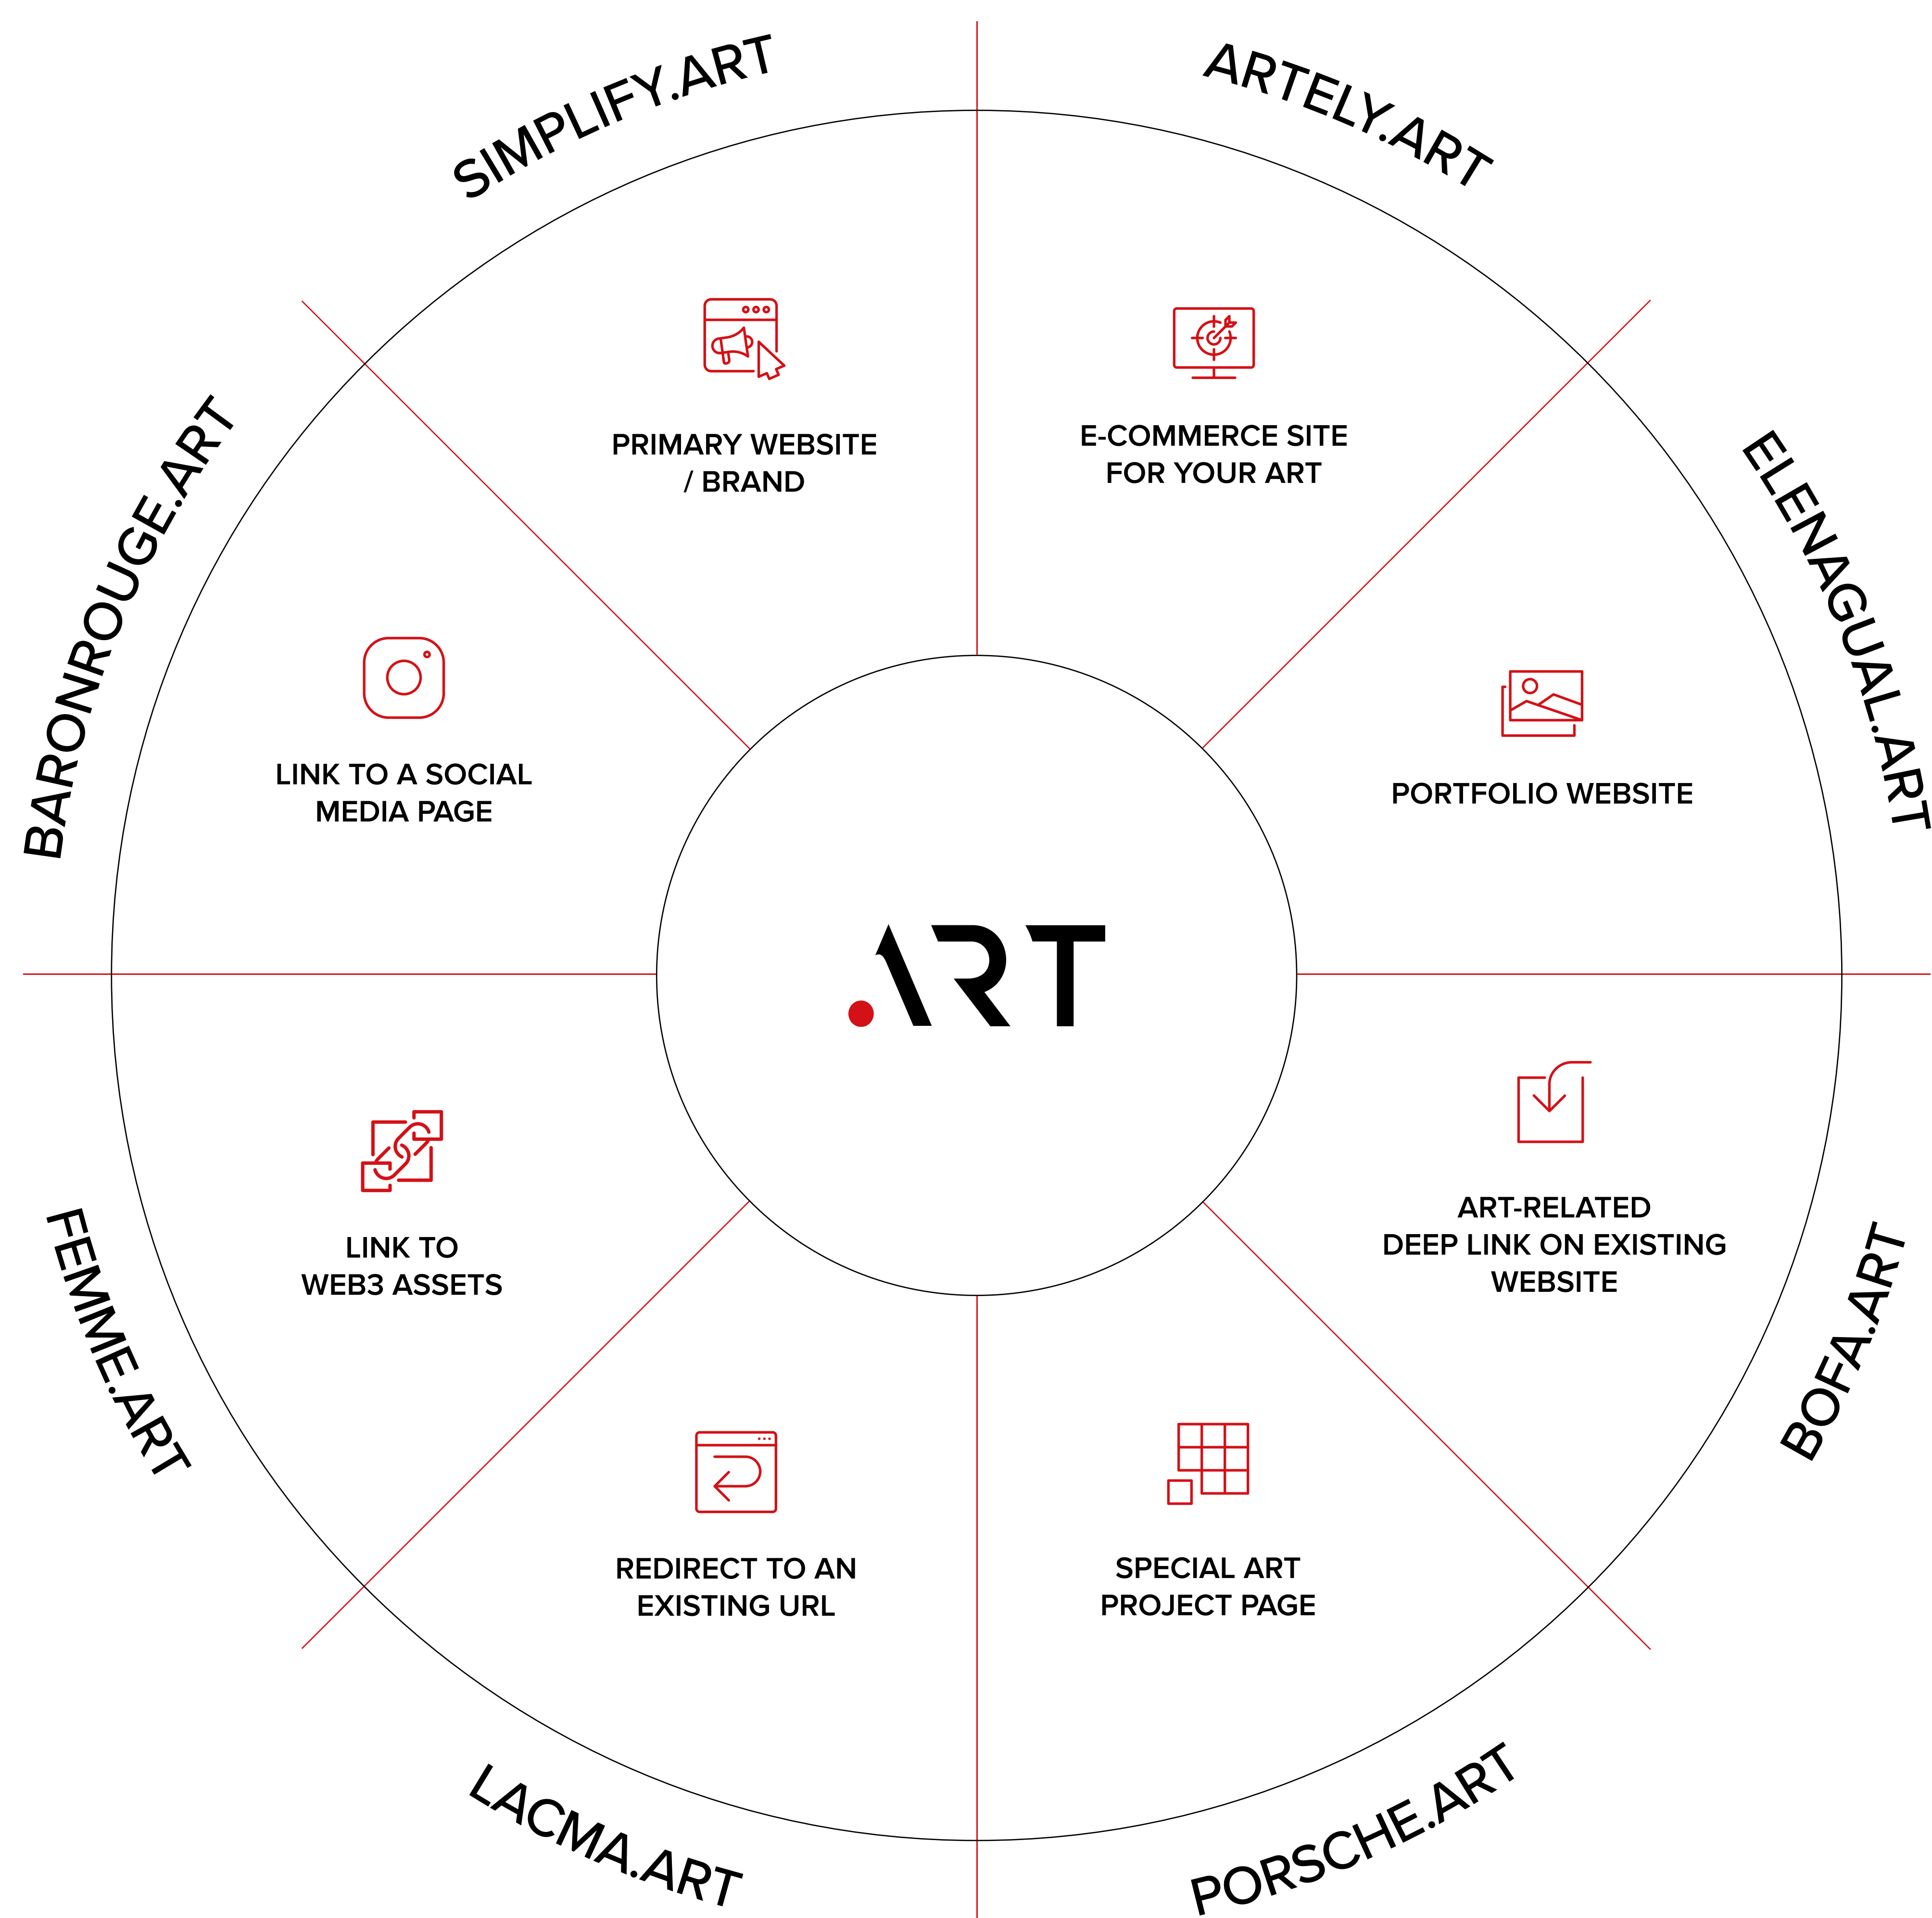 SIMPLIFY.ART
ARTELY.ART
ELENAGUAL.ART
BOFA.ART
PORSCHE.ART
LACMA.ART
FEMME.ART
BARONROUGE.ART
PRIMARY WEBSITE
/ BRAND
E-COMMERCE SITE
FOR YOUR ART
PORTFOLIO WEBSITE
ART-RELATED
DEEP LINK ON EXISTING
WEBSITE
SPECIAL ART
PROJECT PAGE
REDIRECT TO AN
EXISTING URL
LINK TO
WEB3 ASSETS
LINK TO A SOCIAL
MEDIA PAGE
.ART